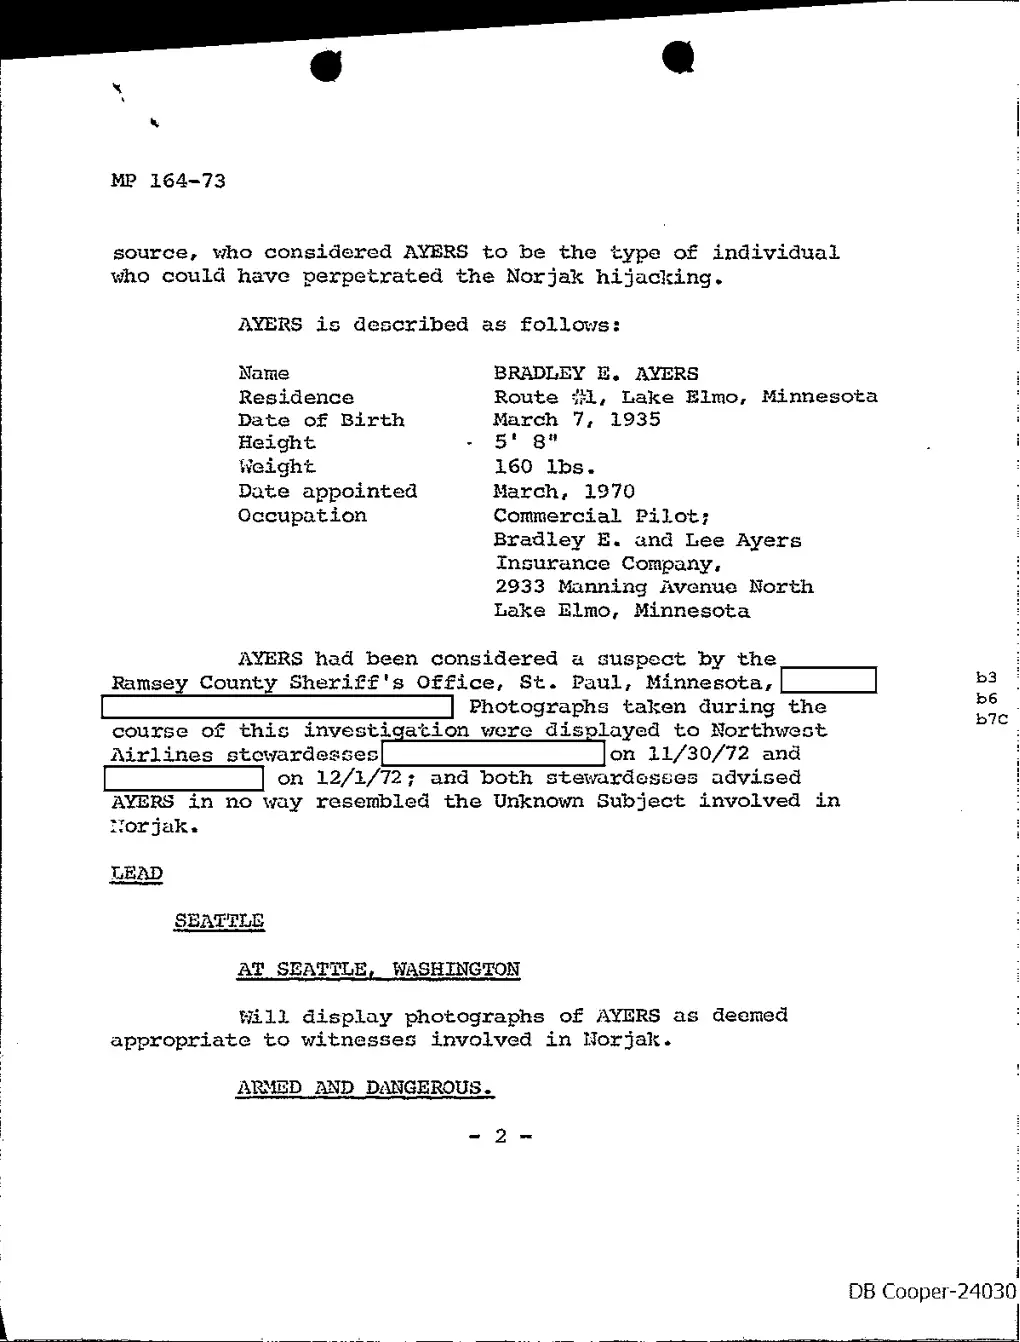 MP 164-73
source, who considered AYERS to be the type of individual
who could have perpetrated the Norjak hijacking.
AYERS is described as follows:
Name BRADLEY E. AYERS
Residence Route #1, Lake Elmo, Minnesota
Date of Birth March 7, 1935
Height - 5' 8"
Weight 160 lbs.
Date appointed March, 1970
Occupation Commercial Pilot;
Bradley E. and Lee Ayers
Insurance Company,
2933 Manning Avenue North
Lake Elmo, Minnesota
AYERS had been considered a suspect by the
Ramsey County Sheriff's Office, St. Paul, Minnesota,
b3
Photographs taken during the
b6
course of this investigation were displayed to Northwest
b7C
Airlines stewardesses on 11/30/72 and
on 12/1/72; and both stewardesses advised
AYERS in no way resembled the Unknown Subject involved in
Norjak.
LEAD
SEATTLE
AT SEATTLE, WASHINGTON
Will display photographs of AYERS as deemed
appropriate to witnesses involved in Norjak.
ARMED AND DANGEROUS.
- 2 -
DB Cooper-24030